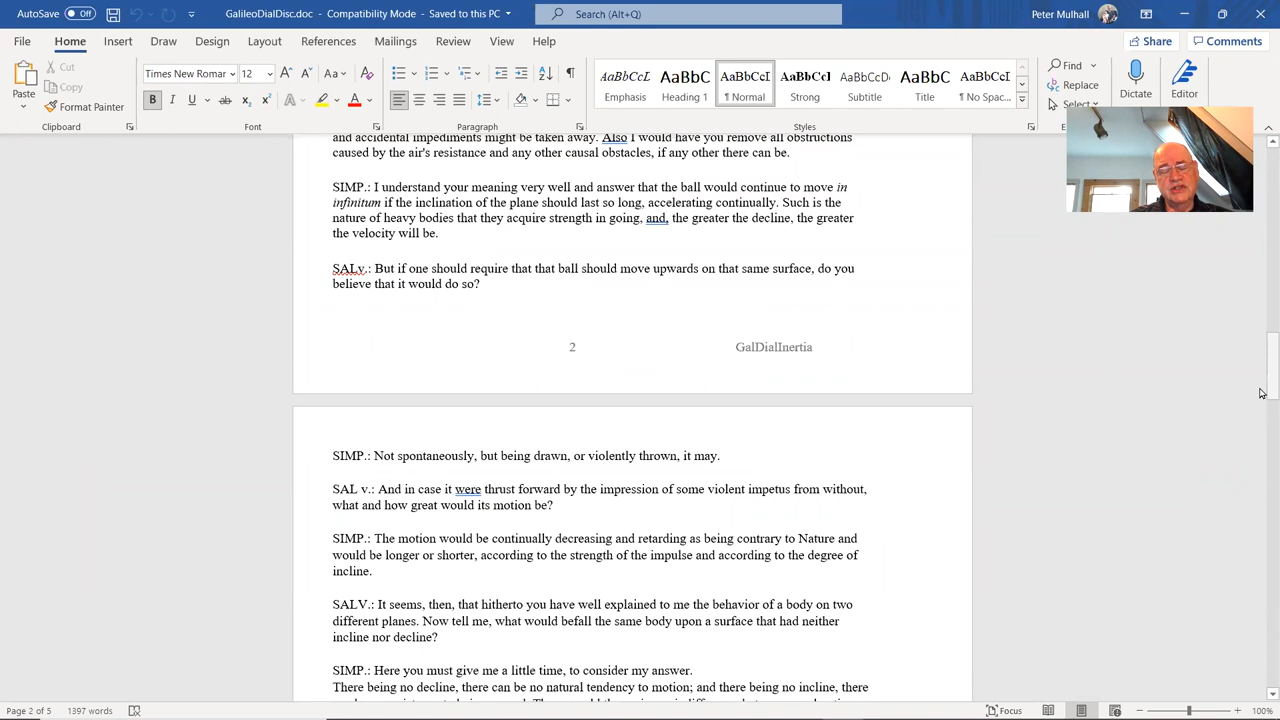 AutoSave Off GalileoDialDisc.doc - Compatibility Mode - Saved to this PC Search (Alt+Q) Peter Mulhall
File Home Insert Draw Design Layout References Mailings Review View Help Share Comments
Paste Cut Copy Format Painter Times New Romar 12 Aa AaBbCcI AaBbC AaBbCcI AaBbCcI AaBbCcD AaBbC AaBbCcI Find Replace Select Dictate Editor
Emphasis Heading 1 ¶ Normal Strong Subtitle Title ¶ No Spac...
Clipboard Font Paragraph Styles
and accidental impediments might be taken away. Also I would have you remove all obstructions
caused by the air's resistance and any other causal obstacles, if any other there can be.
SIMP.: I understand your meaning very well and answer that the ball would continue to move in
infinitum if the inclination of the plane should last so long, accelerating continually. Such is the
nature of heavy bodies that they acquire strength in going, and, the greater the decline, the greater
the velocity will be.
SALv.: But if one should require that that ball should move upwards on that same surface, do you
believe that it would do so?
2 GalDialInertia
SIMP.: Not spontaneously, but being drawn, or violently thrown, it may.
SAL v.: And in case it were thrust forward by the impression of some violent impetus from without,
what and how great would its motion be?
SIMP.: The motion would be continually decreasing and retarding as being contrary to Nature and
would be longer or shorter, according to the strength of the impulse and according to the degree of
incline.
SALV.: It seems, then, that hitherto you have well explained to me the behavior of a body on two
different planes. Now tell me, what would befall the same body upon a surface that had neither
incline nor decline?
SIMP.: Here you must give me a little time, to consider my answer.
There being no decline, there can be no natural tendency to motion; and there being no incline, there
Page 2 of 5 1397 words Focus 100%